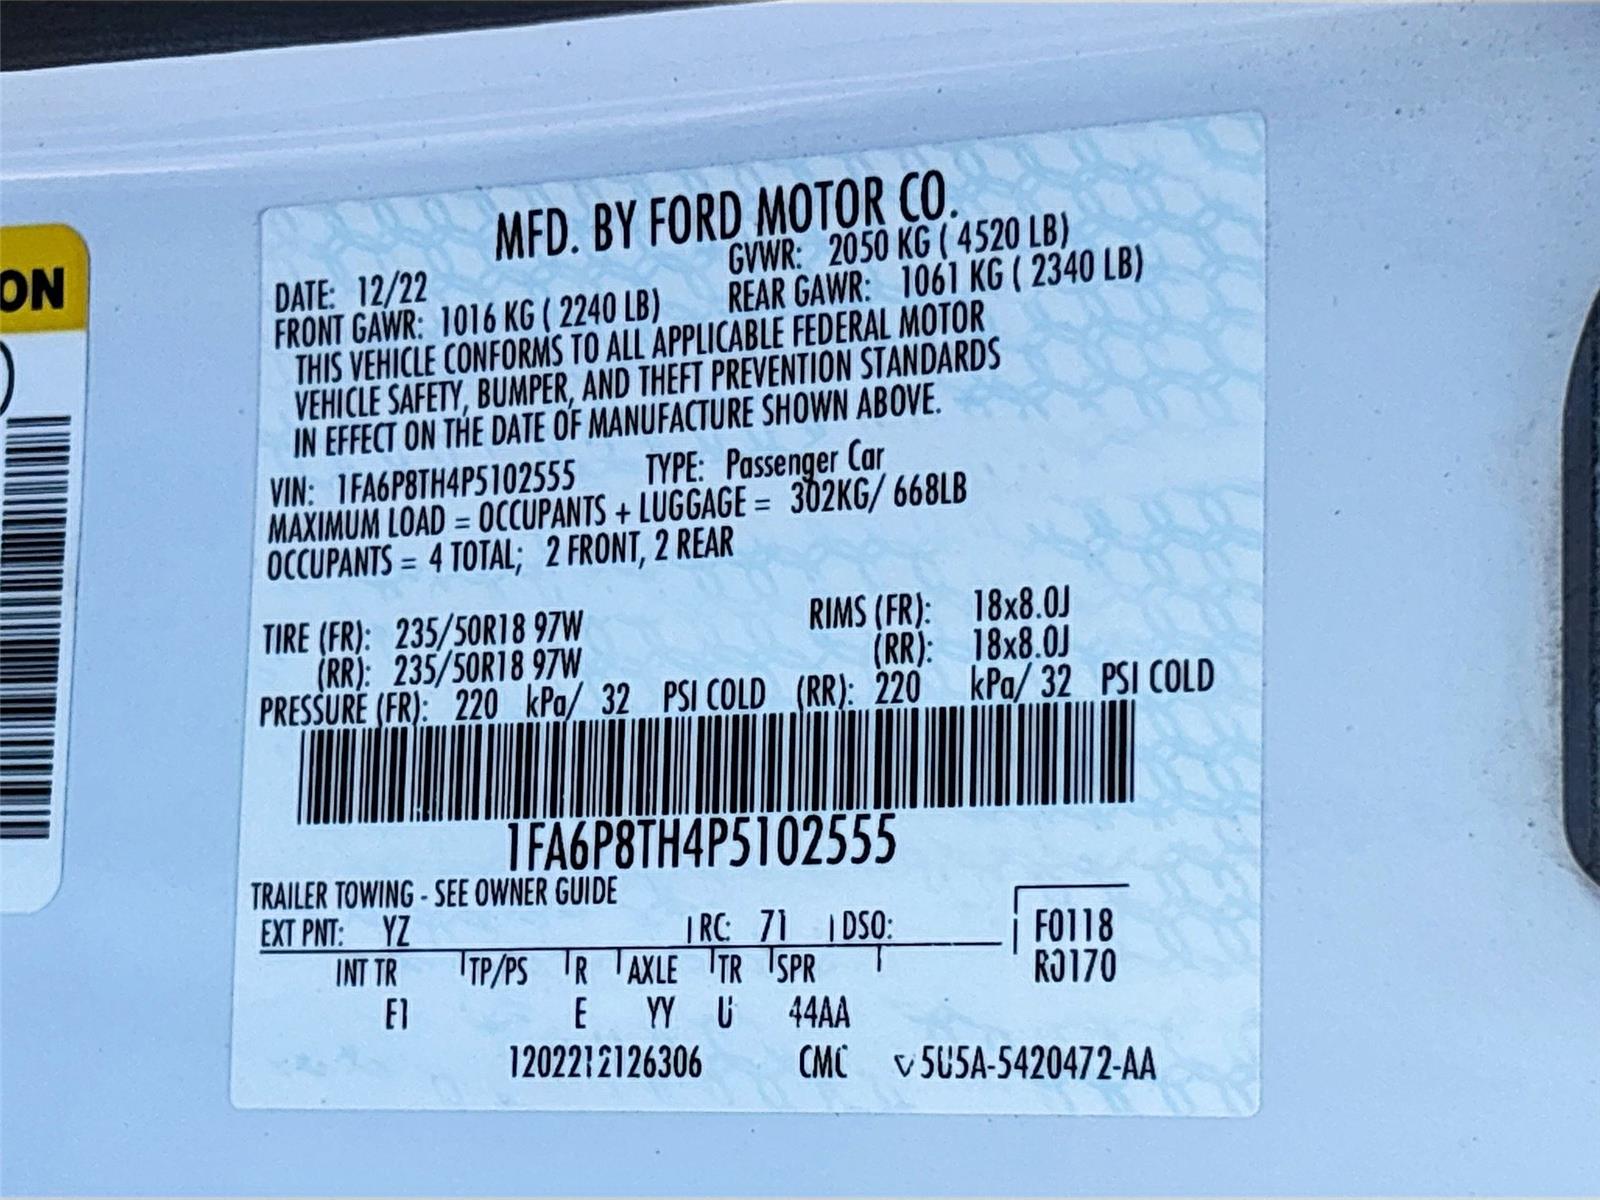 ON
MFD. BY FORD MOTOR CO.
DATE: 12/22 GVWR: 2050 KG ( 4520 LB)
FRONT GAWR: 1016 KG ( 2240 LB) REAR GAWR: 1061 KG ( 2340 LB)
THIS VEHICLE CONFORMS TO ALL APPLICABLE FEDERAL MOTOR
VEHICLE SAFETY, BUMPER, AND THEFT PREVENTION STANDARDS
IN EFFECT ON THE DATE OF MANUFACTURE SHOWN ABOVE.
VIN: 1FA6P8TH4P5102555 TYPE: Passenger Car
MAXIMUM LOAD = OCCUPANTS + LUGGAGE = 302KG/ 668LB
OCCUPANTS = 4 TOTAL; 2 FRONT, 2 REAR
TIRE (FR): 235/50R18 97W RIMS (FR): 18x8.0J
(RR): 235/50R18 97W (RR): 18x8.0J
PRESSURE (FR): 220 kPa/ 32 PSI COLD (RR): 220 kPa/ 32 PSI COLD
1FA6P8TH4P5102555
TRAILER TOWING - SEE OWNER GUIDE
EXT PNT: YZ RC: 71 DSO: F0118
R0170
INT TR TP/PS R AXLE TR SPR
E1 E YY U 44AA
CMC